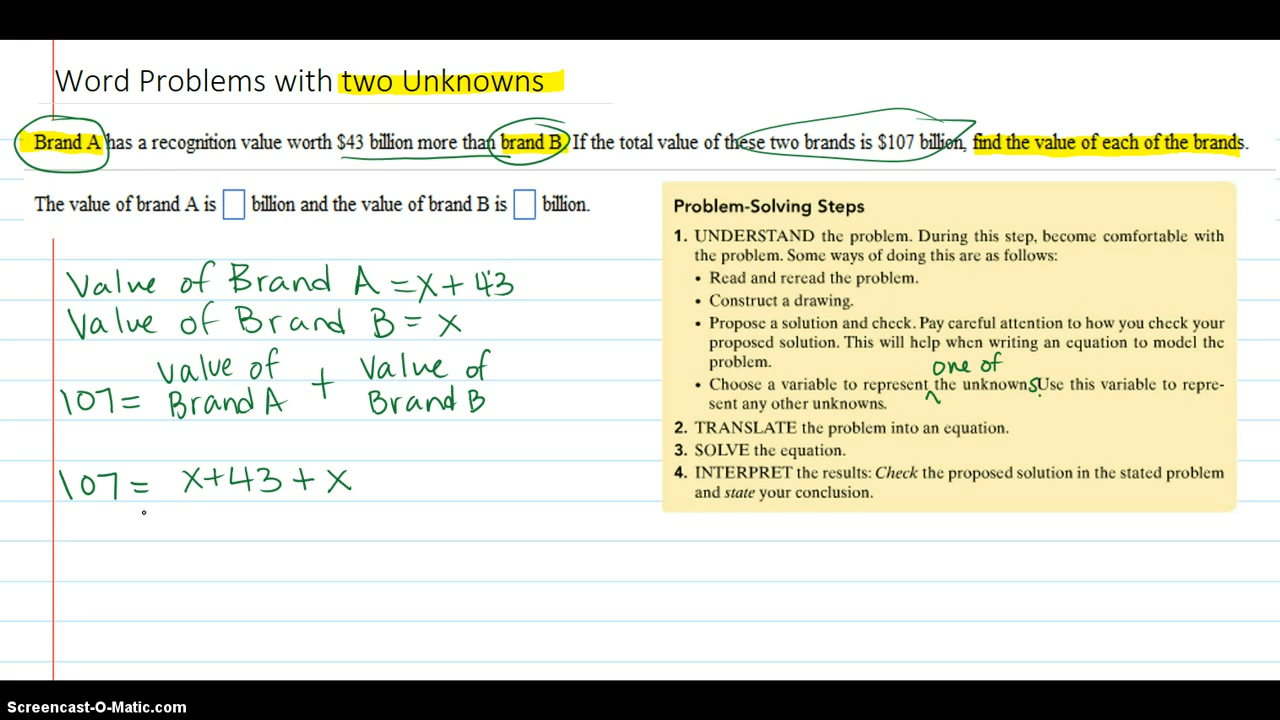 Word Problems with two Unknowns
Brand A has a recognition value worth $43 billion more than brand B. If the total value of these two brands is $107 billion, find the value of each of the brands.
The value of brand A is billion and the value of brand B is billion.
Value of Brand A = x + 43
Value of Brand B = x
107 = Value of Brand A + Value of Brand B
107 = x + 43 + x
Problem-Solving Steps
1. UNDERSTAND the problem. During this step, become comfortable with
the problem. Some ways of doing this are as follows:
• Read and reread the problem.
• Construct a drawing.
• Propose a solution and check. Pay careful attention to how you check your
proposed solution. This will help when writing an equation to model the
problem.
one of
• Choose a variable to represent ^ the unknowns. Use this variable to repre-
sent any other unknowns.
2. TRANSLATE the problem into an equation.
3. SOLVE the equation.
4. INTERPRET the results: Check the proposed solution in the stated problem
and state your conclusion.
Screencast-O-Matic.com